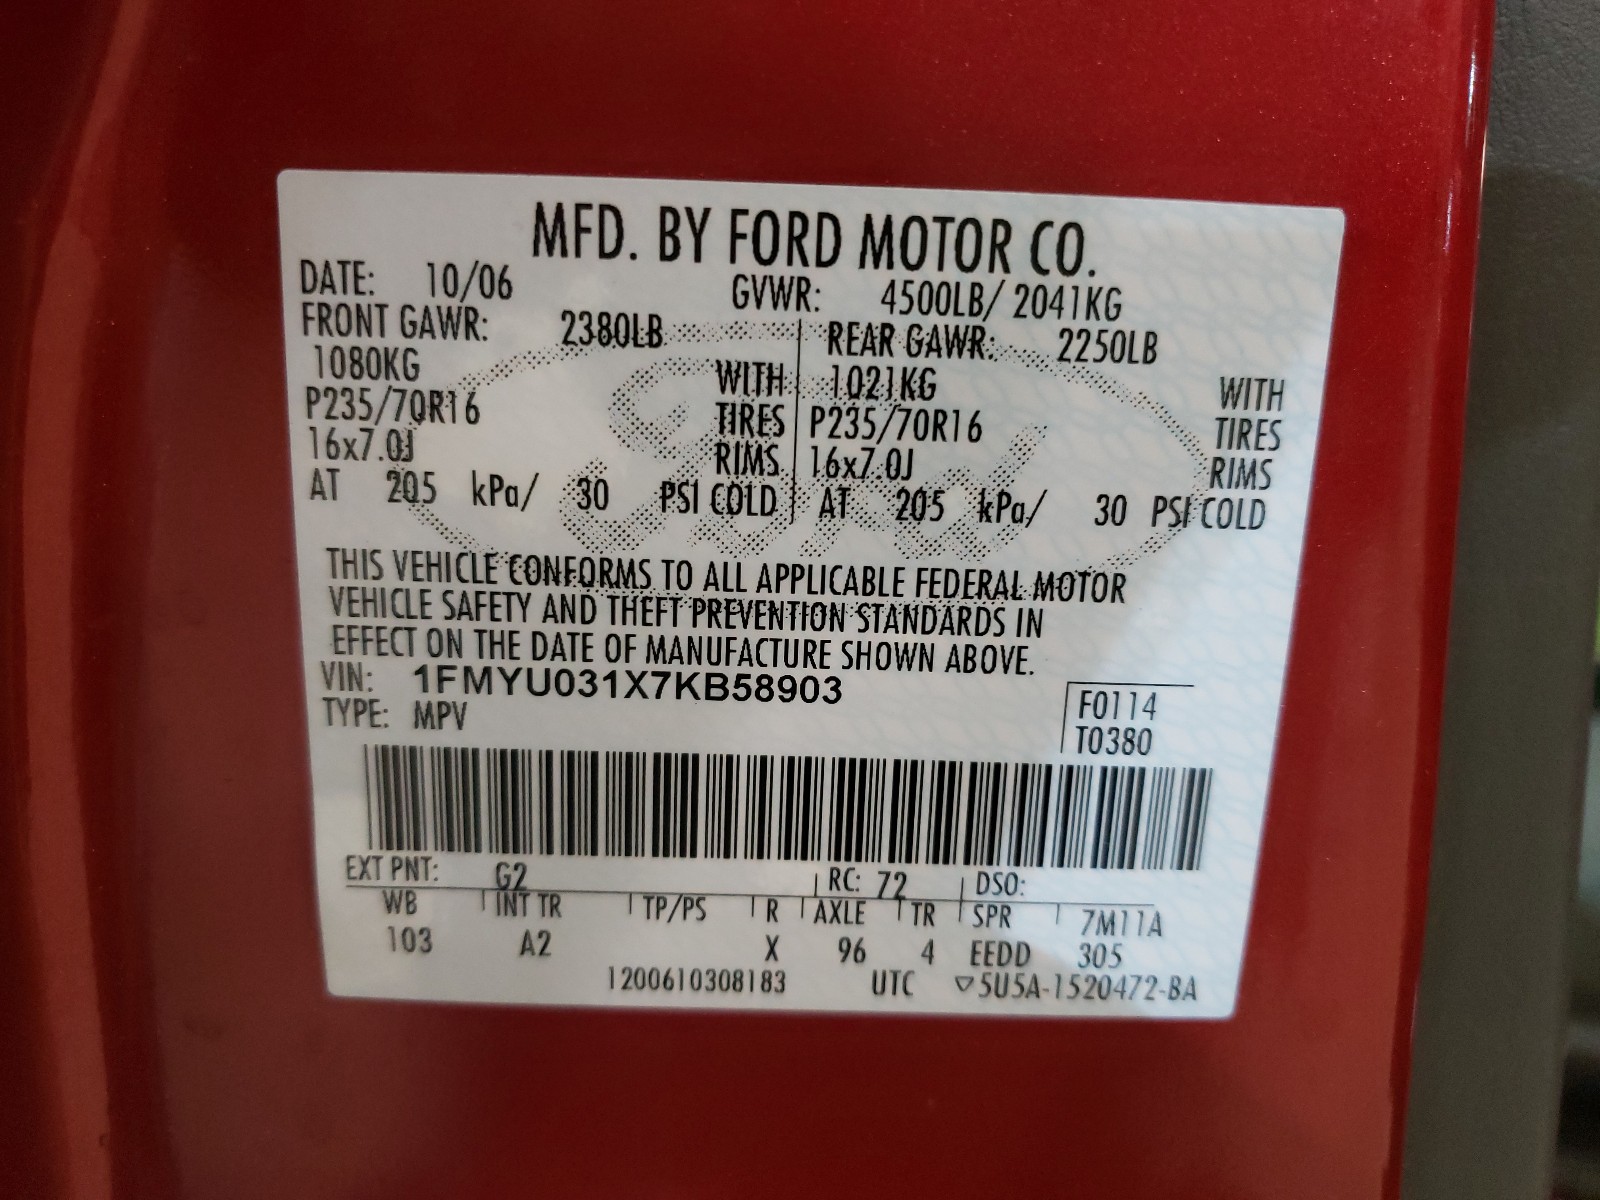 MFD. BY FORD MOTOR CO.
DATE: 10/06 GVWR: 4500LB/ 2041KG
FRONT GAWR: 2380LB REAR GAWR: 2250LB
1080KG WITH 1021KG WITH
P235/70R16 TIRES P235/70R16 TIRES
16x7.0J RIMS 16x7.0J RIMS
AT 205 kPa/ 30 PSI COLD AT 205 kPa/ 30 PSI COLD
THIS VEHICLE CONFORMS TO ALL APPLICABLE FEDERAL MOTOR
VEHICLE SAFETY AND THEFT PREVENTION STANDARDS IN
EFFECT ON THE DATE OF MANUFACTURE SHOWN ABOVE.
VIN: 1FMYU031X7KB58903
TYPE: MPV
F0114
T0380
EXT PNT: G2 RC: 72 DSO:
WB INT TR TP/PS R AXLE TR SPR 7M11A
103 A2 X 96 4 EEDD 305
1200610308183 UTC ▽5U5A-1520472-BA
Ford